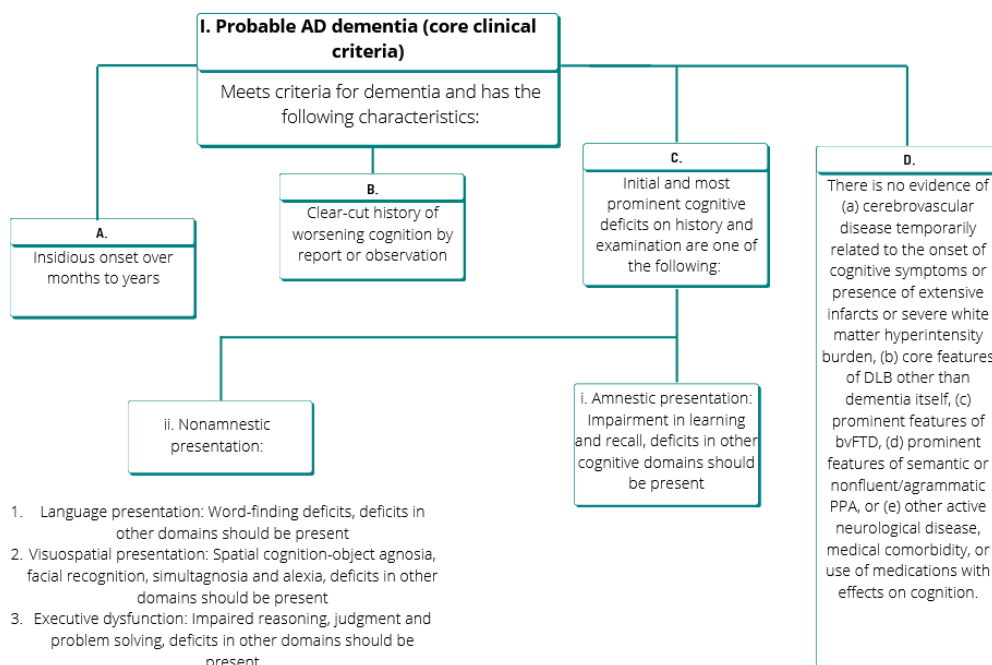 I. Probable AD dementia (core clinical
criteria)
Meets criteria for dementia and has the
following characteristics:
A.
Insidious onset over
months to years
B.
Clear-cut history of
worsening cognition by
report or observation
C.
Initial and most
prominent cognitive
deficits on history and
examination are one of
the following:
D.
There is no evidence of
(a) cerebrovascular
disease temporarily
related to the onset of
cognitive symptoms or
presence of extensive
infarcts or severe white
matter hyperintensity
burden, (b) core features
of DLB other than
dementia itself, (c)
prominent features of
bvFTD, (d) prominent
features of semantic or
nonfluent/agrammatic
PPA, or (e) other active
neurological disease,
medical comorbidity, or
use of medications with
effects on cognition.
ii. Nonamnestic
presentation:
i. Amnestic presentation:
Impairment in learning
and recall, deficits in other
cognitive domains should
be present
1. Language presentation: Word-finding deficits, deficits in
other domains should be present
2. Visuospatial presentation: Spatial cognition-object agnosia,
facial recognition, simultagnosia and alexia, deficits in other
domains should be present
3. Executive dysfunction: Impaired reasoning, judgment and
problem solving, deficits in other domains should be
present